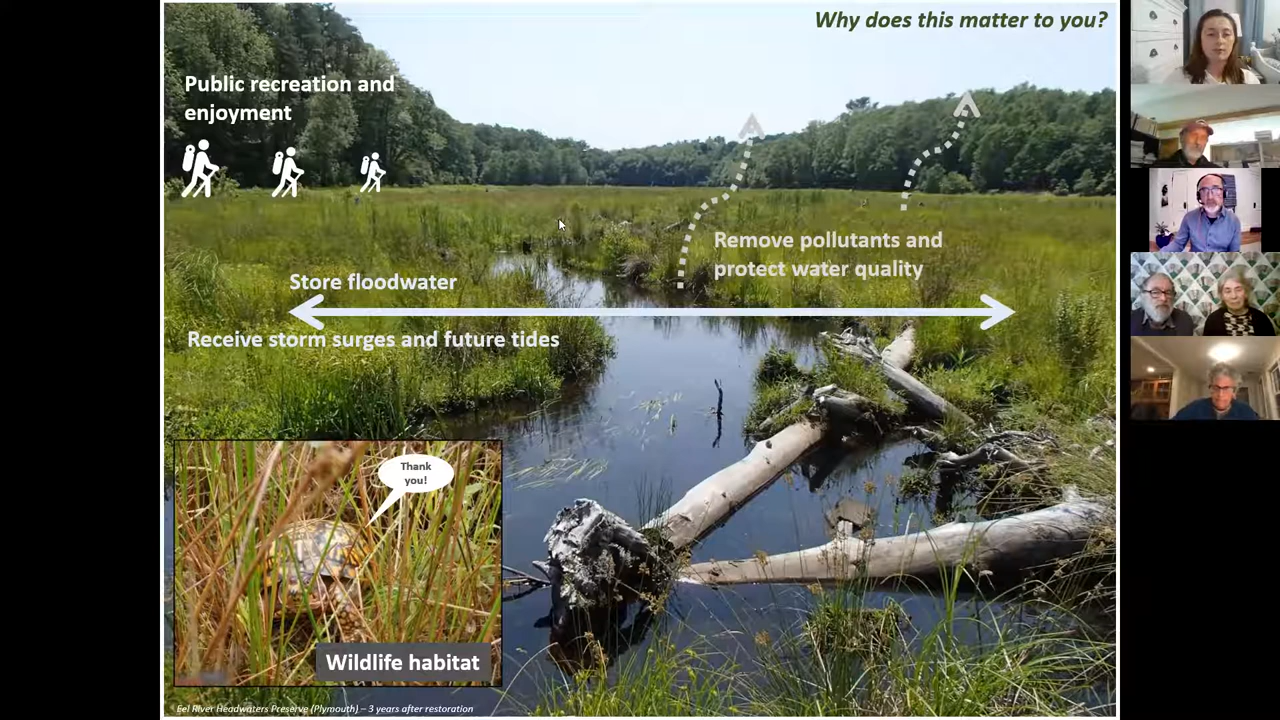 Why does this matter to you?
Public recreation and
enjoyment
Remove pollutants and
protect water quality
Store floodwater
Receive storm surges and future tides
Thank
you!
Wildlife habitat
Eel River Headwaters Preserve (Plymouth) – 3 years after restoration